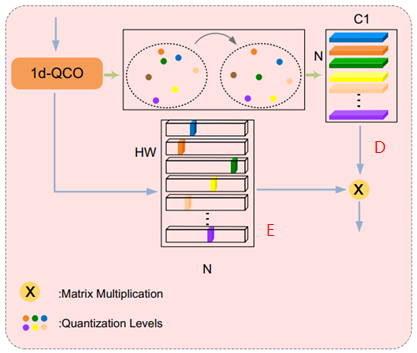 C1
1d-QCO
N
D
HW
X
E
N
X :Matrix Multiplication
:Quantization Levels